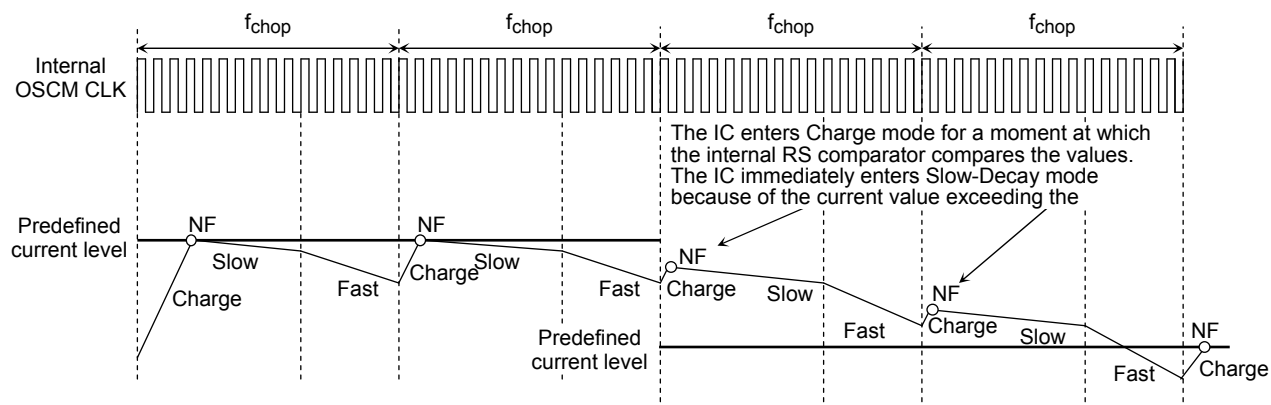 fchop fchop fchop fchop
Internal
OSCM CLK
The IC enters Charge mode for a moment at which
the internal RS comparator compares the values.
The IC immediately enters Slow-Decay mode
because of the current value exceeding the
Predefined
current level
NF
Slow
Charge
Fast
NF
Charge
Slow
Fast
NF
Charge
Slow
Fast
NF
Charge
Slow
Fast
NF
Charge
Predefined
current level